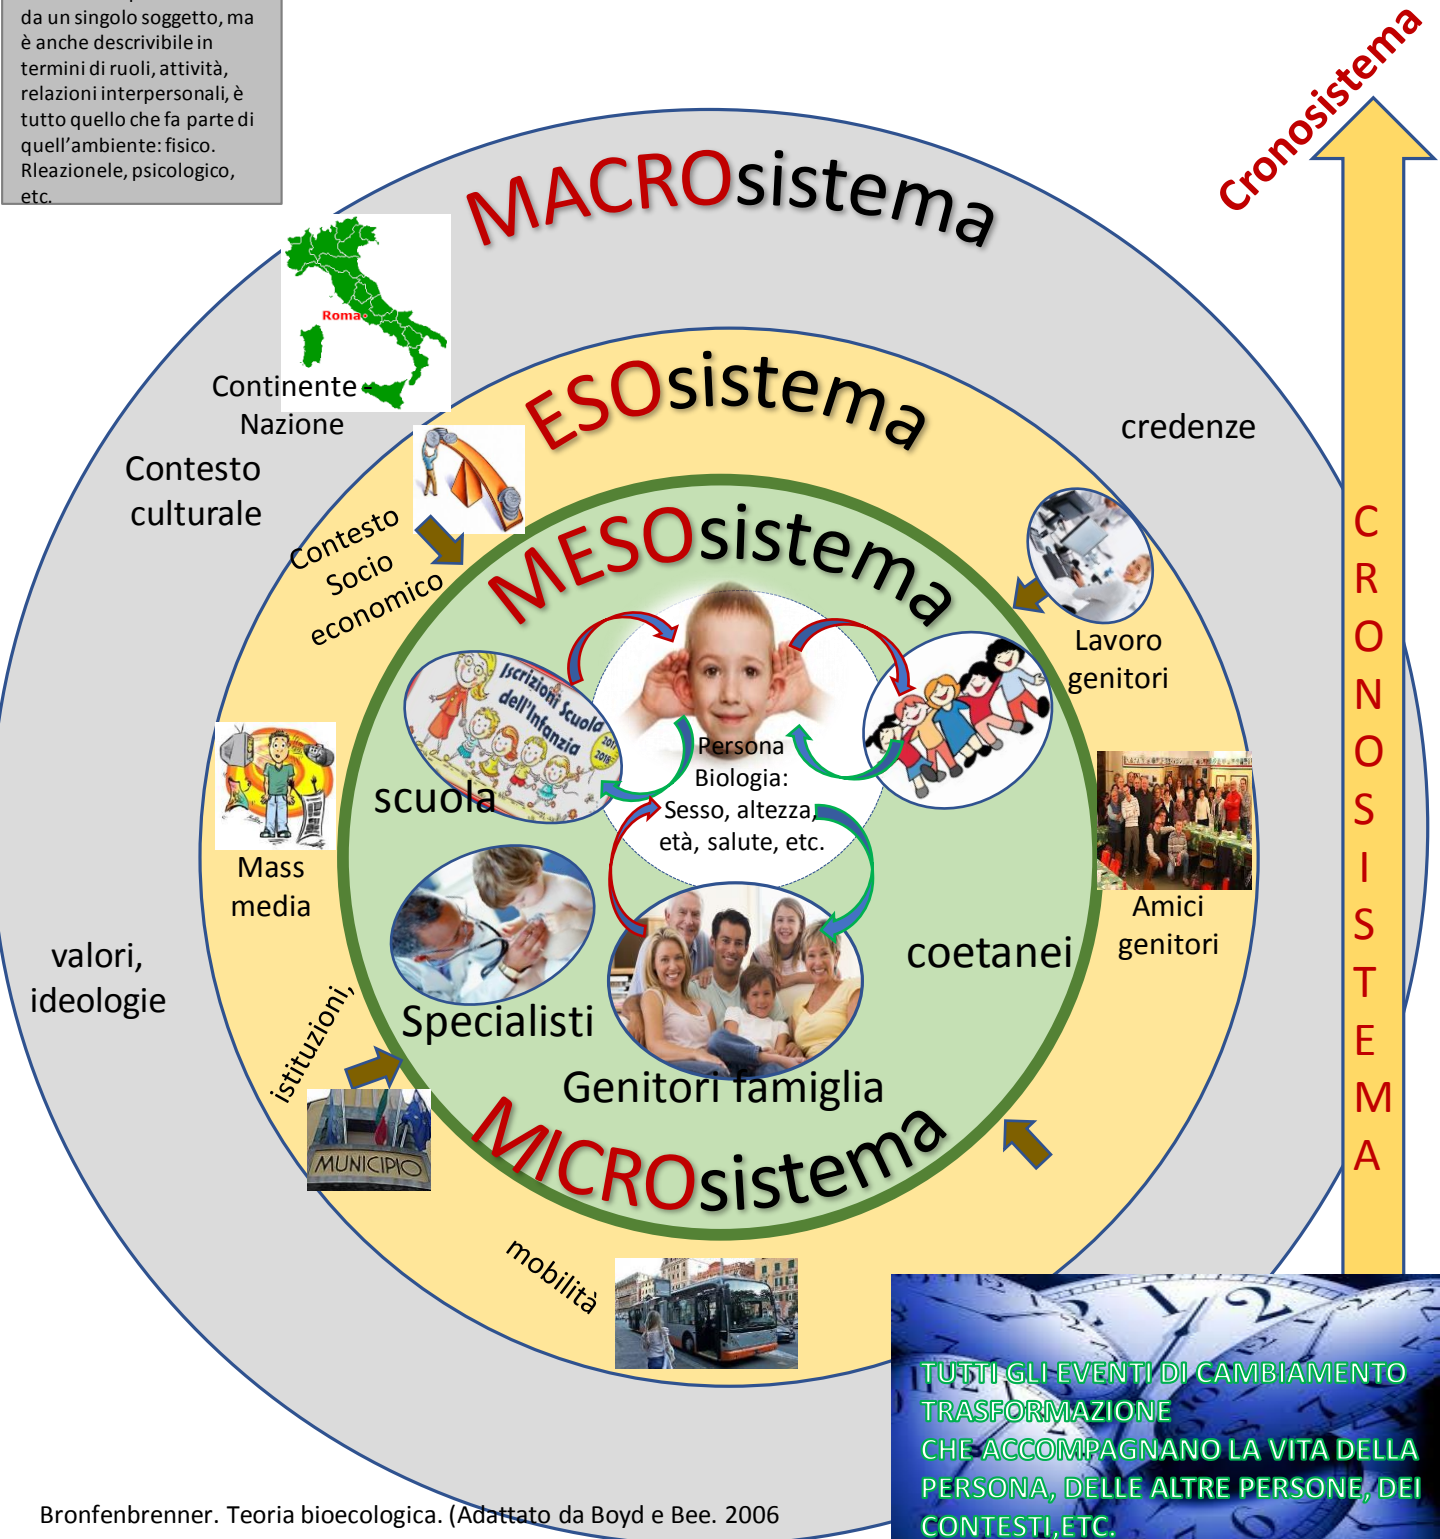 da un singolo soggetto, ma
è anche descrivibile in
termini di ruoli, attività,
relazioni interpersonali, è
tutto quello che fa parte di
quell'ambiente: fisico.
Rleazionele, psicologico,
etc.
Cronosistema
MACROsistema
Roma
Continente -
Nazione
Contesto
culturale
credenze
valori,
ideologie
ESOsistema
Contesto
Socio
economico
Lavoro
genitori
Mass
media
Amici
genitori
istituzioni,
MUNICIPIO
mobilità
MESOsistema
Iscrizioni Scuola
dell'Infanzia
2017
2018
scuola
Persona
Biologia:
Sesso, altezza,
età, salute, etc.
coetanei
Specialisti
Genitori famiglia
MICROsistema
C
R
O
N
O
S
I
S
T
E
M
A
TUTTI GLI EVENTI DI CAMBIAMENTO
TRASFORMAZIONE
CHE ACCOMPAGNANO LA VITA DELLA
PERSONA, DELLE ALTRE PERSONE, DEI
CONTESTI,ETC.
Bronfenbrenner. Teoria bioecologica. (Adattato da Boyd e Bee. 2006